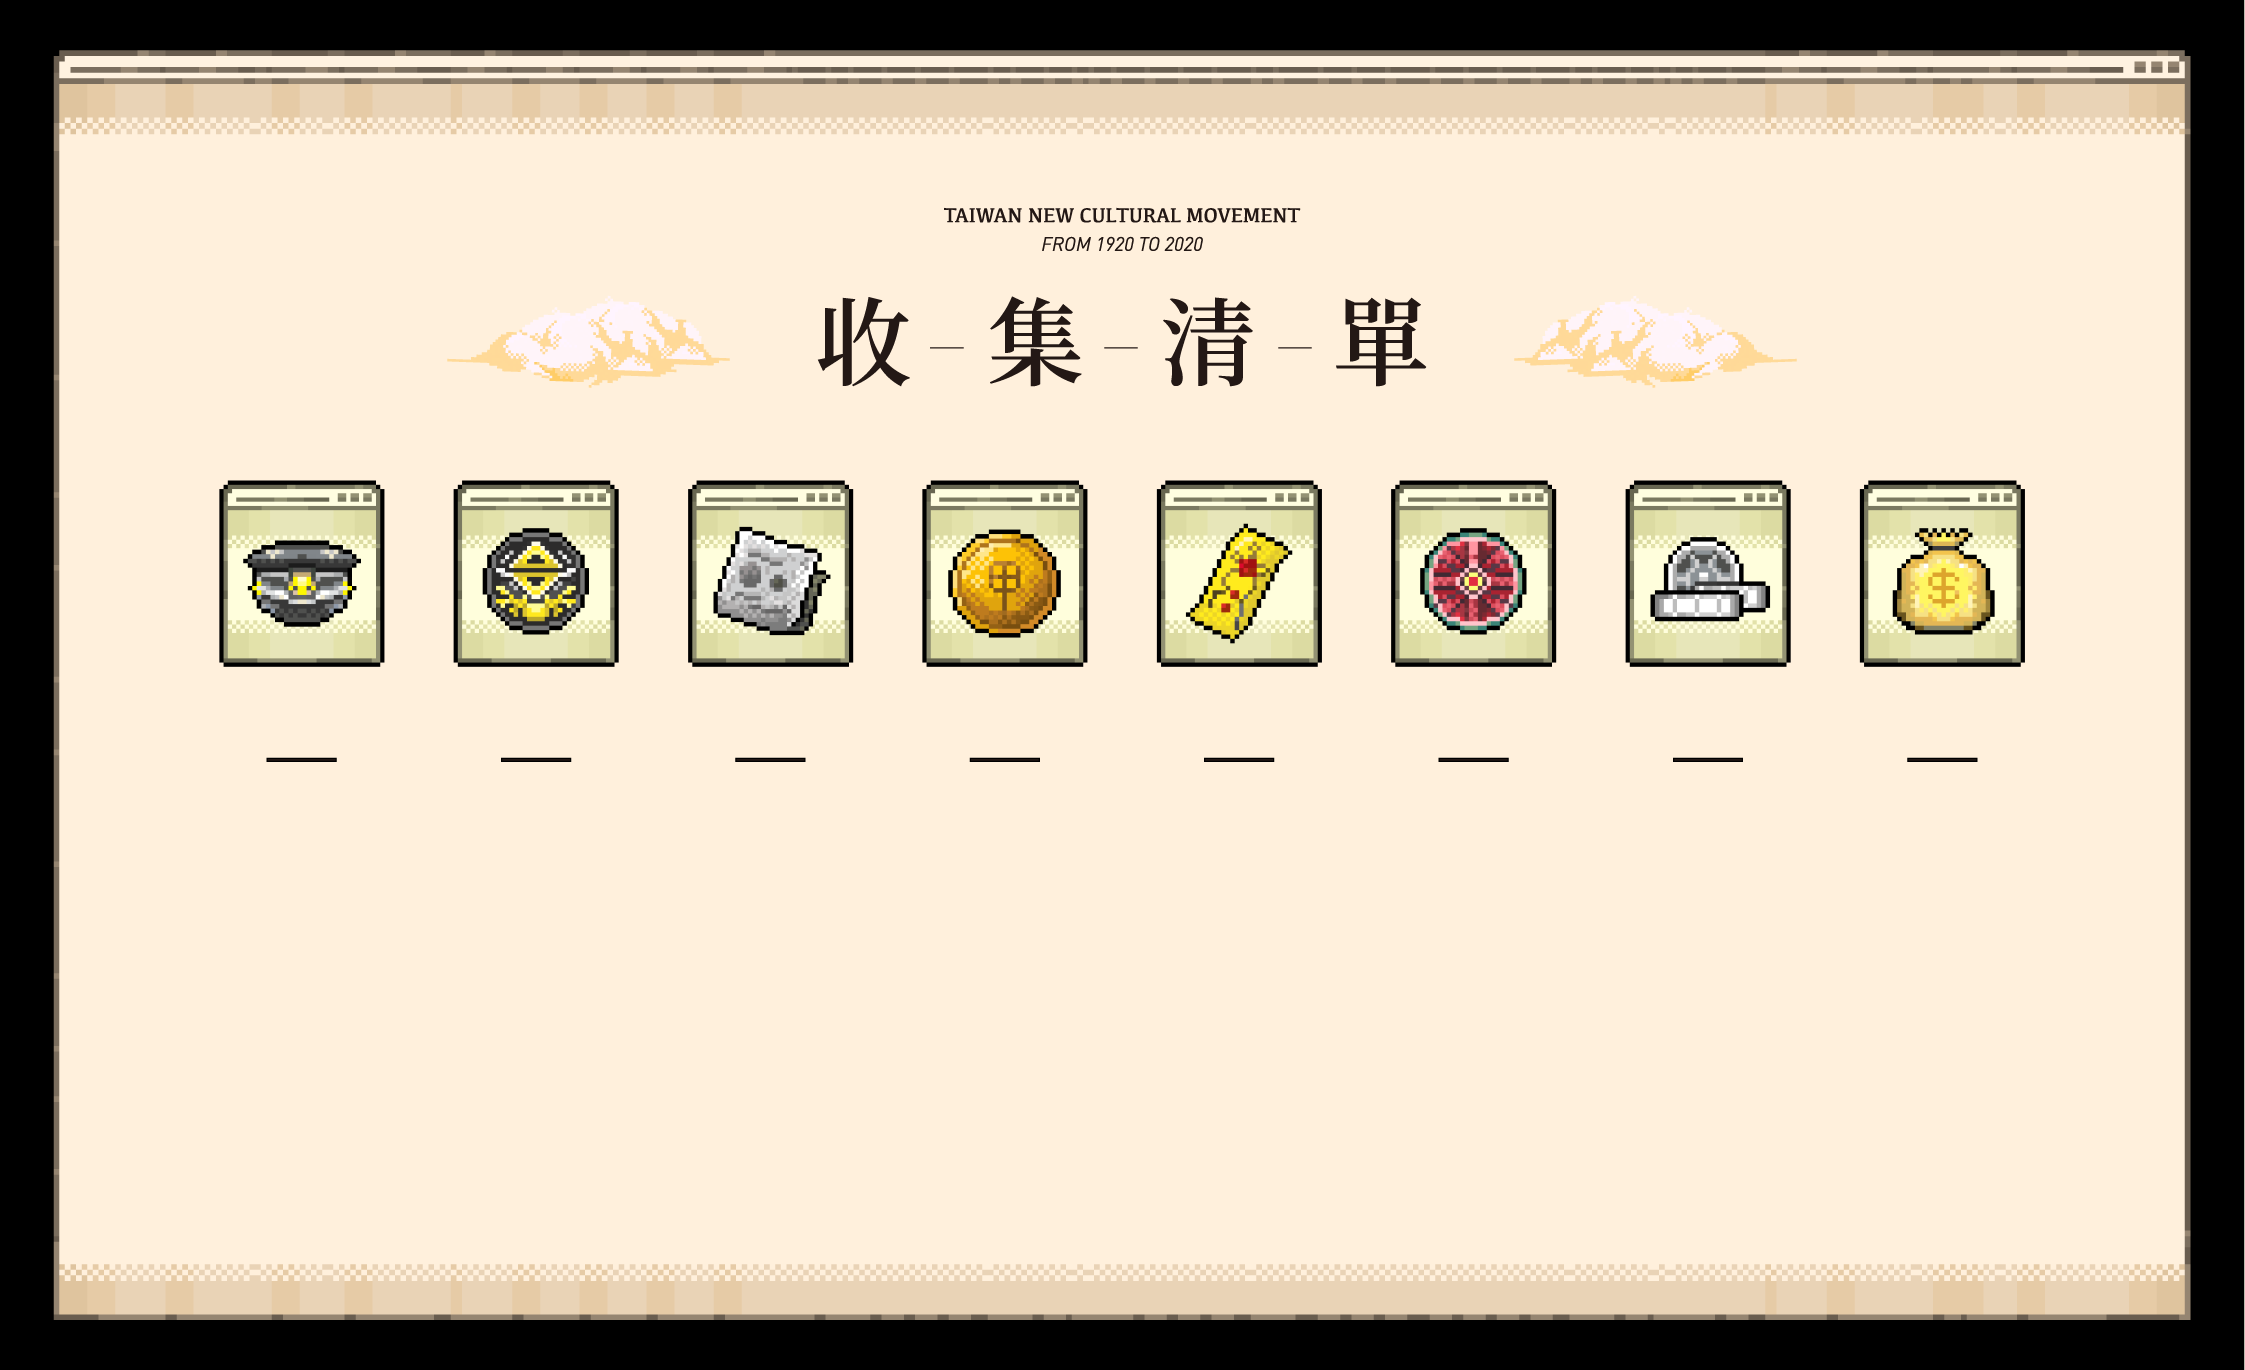 TAIWAN NEW CULTURAL MOVEMENT
FROM 1920 TO 2020
收－集－清－單
$